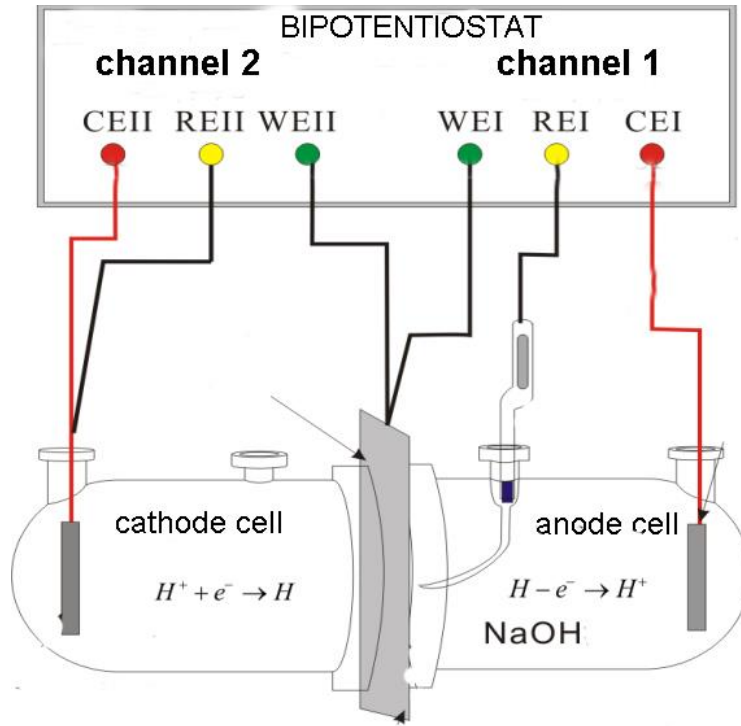 BIPOTENTIOSTAT
channel 2 channel 1
CEII REII WEII WEI REI CEI
cathode cell anode cell
H⁺ + e⁻ → H H − e⁻ → H⁺
NaOH